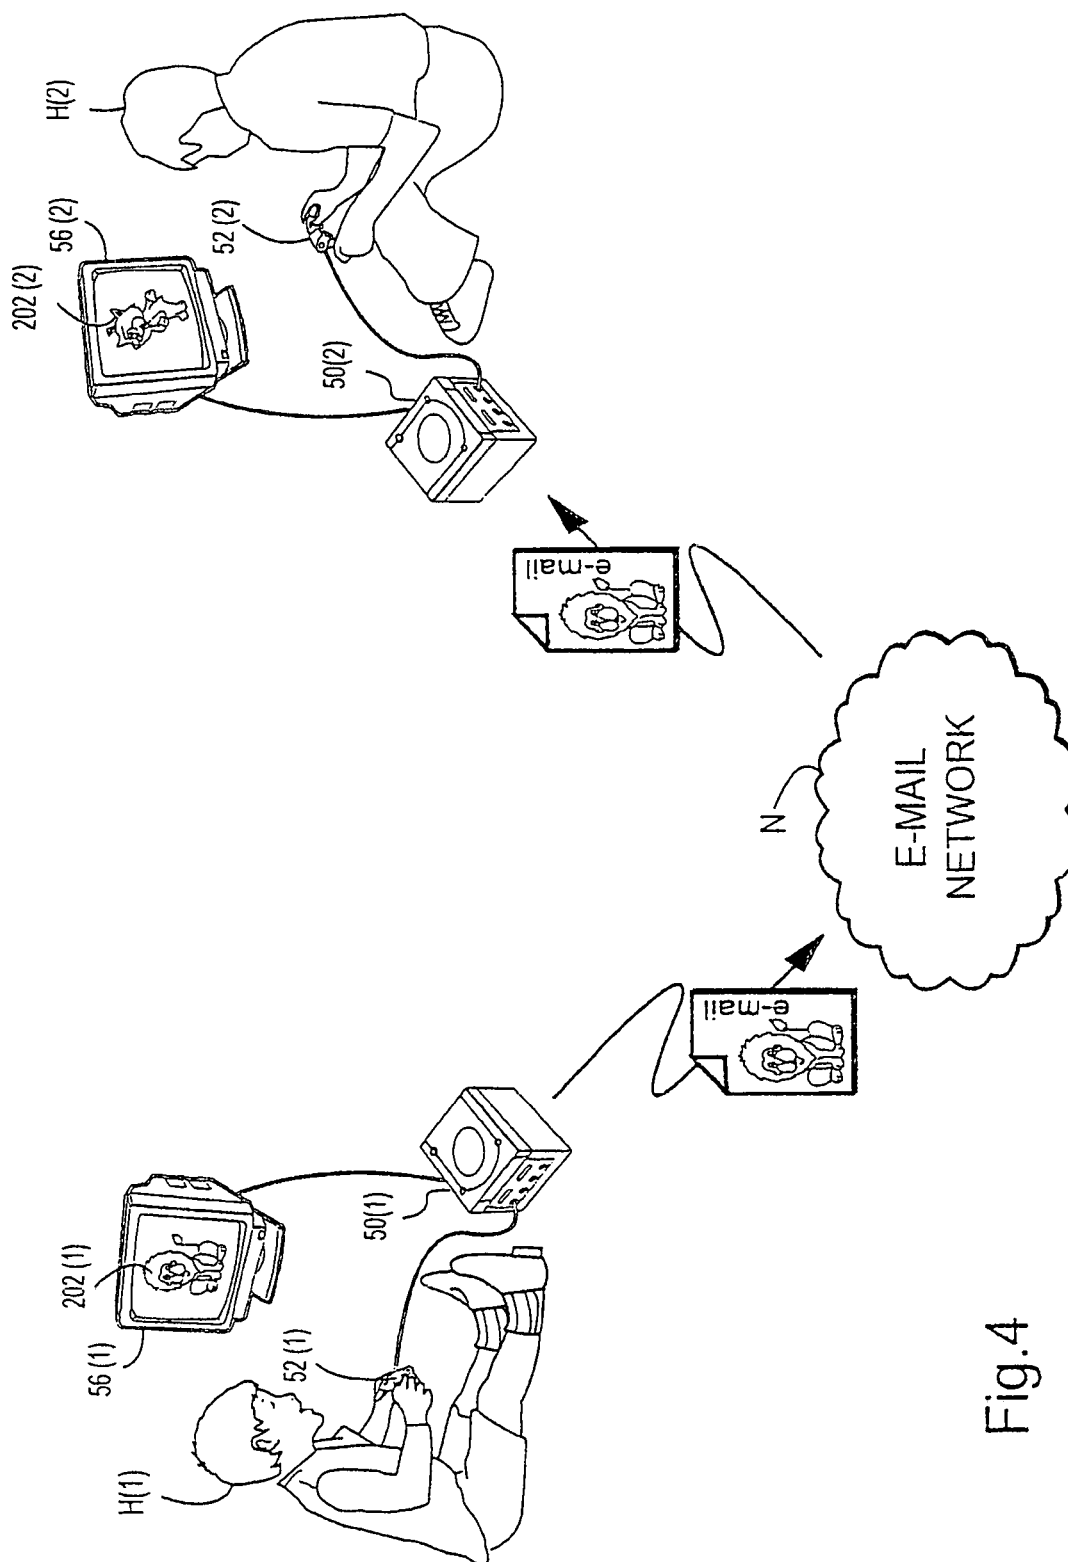 H(1)
56 (1)
202 (1)
52 (1)
50(1)
e-mail
N
E-MAIL
NETWORK
e-mail
50(2)
202 (2)
56 (2)
52 (2)
H(2)
Fig.4